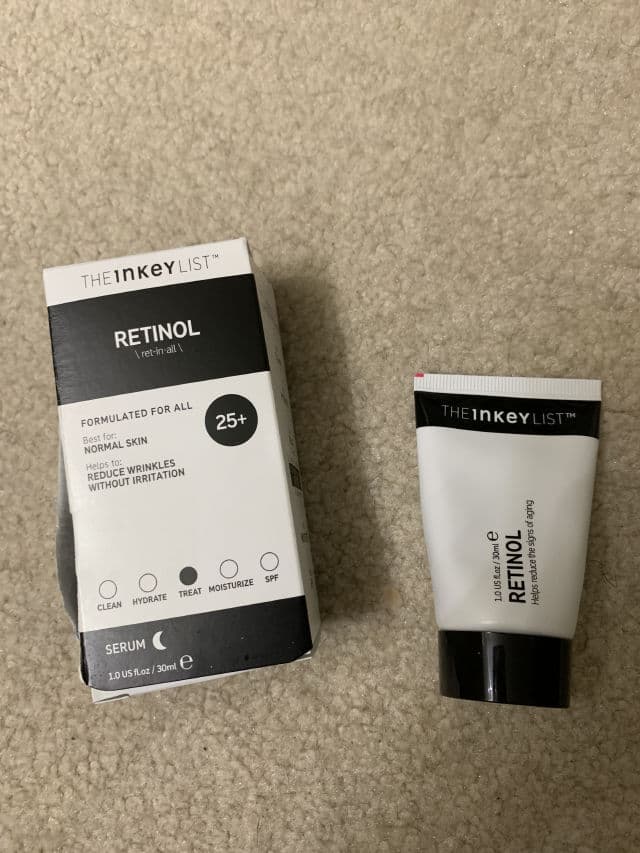 THE INKEY LIST™
RETINOL
\ ret-in-all \
FORMULATED FOR ALL
25+
Best for:
NORMAL SKIN
Helps to:
REDUCE WRINKLES
WITHOUT IRRITATION
CLEAN HYDRATE TREAT MOISTURIZE SPF
SERUM
1.0 US fl.oz / 30ml e
THE INKEY LIST™
1.0 US fl.oz / 30ml e
RETINOL
Helps reduce the signs of aging